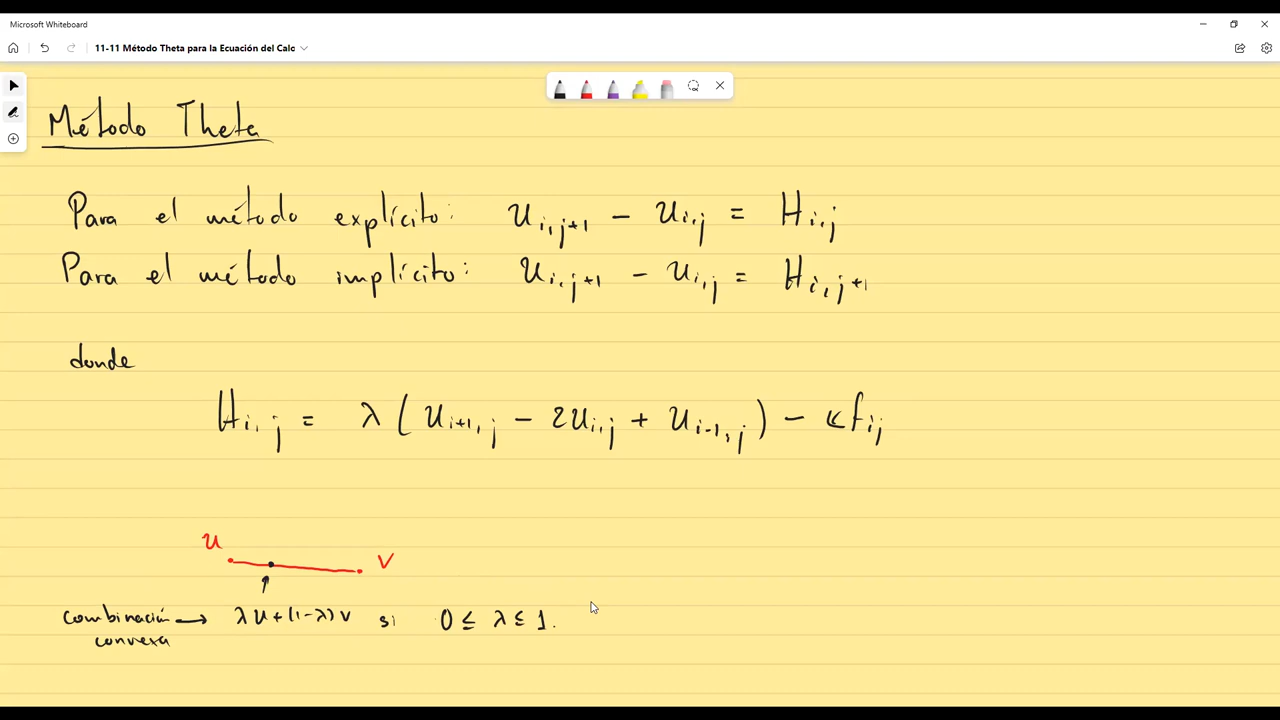 Microsoft Whiteboard
11-11 Método Theta para la Ecuación del Calo
Método Theta
Para el método explícito: u_{i,j+1} - u_{i,j} = H_{i,j}
Para el método implícito: u_{i,j+1} - u_{i,j} = H_{i,j+1}
donde
H_{i,j} = λ ( u_{i+1,j} - 2u_{i,j} + u_{i-1,j} ) - κ f_{ij}
u
v
combinación → λu + (1-λ)v si 0 ≤ λ ≤ 1.
convexa